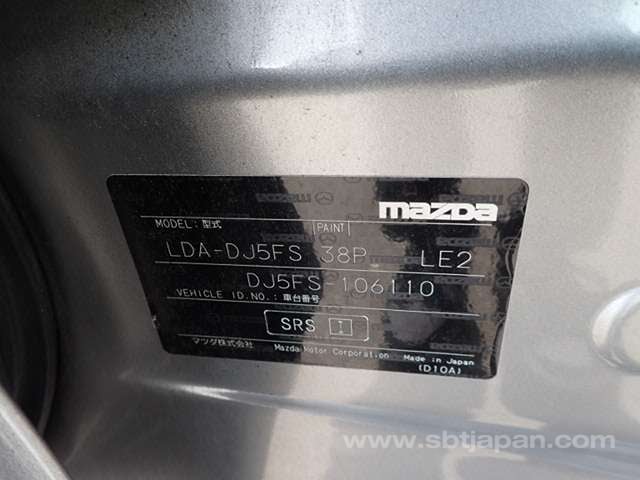 mazda
MODEL: 型式 PAINT
LDA-DJ5FS 38P LE2
DJ5FS-106110
VEHICLE ID.NO.: 車台番号
SRS I
マツダ株式会社 Mazda Motor Corporation Made in Japan
(D10A)
www.sbtjapan.com